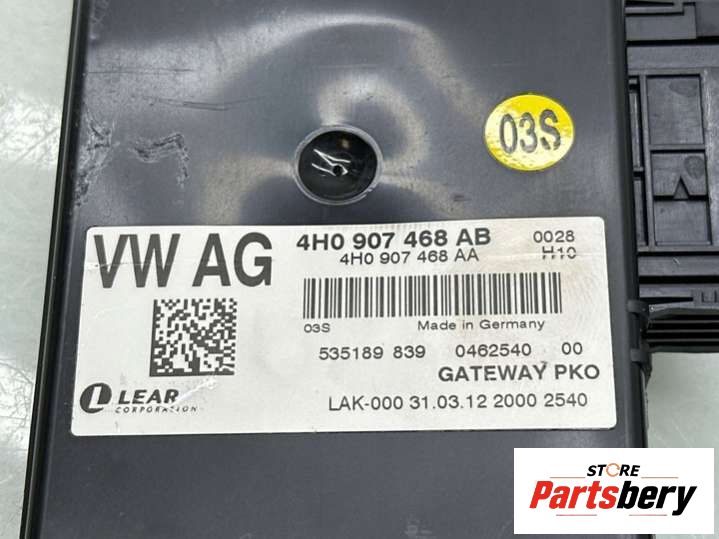 03S
VW AG
4H0 907 468 AB 0028
4H0 907 468 AA H10
03S Made in Germany
535189 839 0462540 00
GATEWAY PKO
LEAR
CORPORATION
LAK-000 31.03.12 2000 2540
STORE
Partsbery